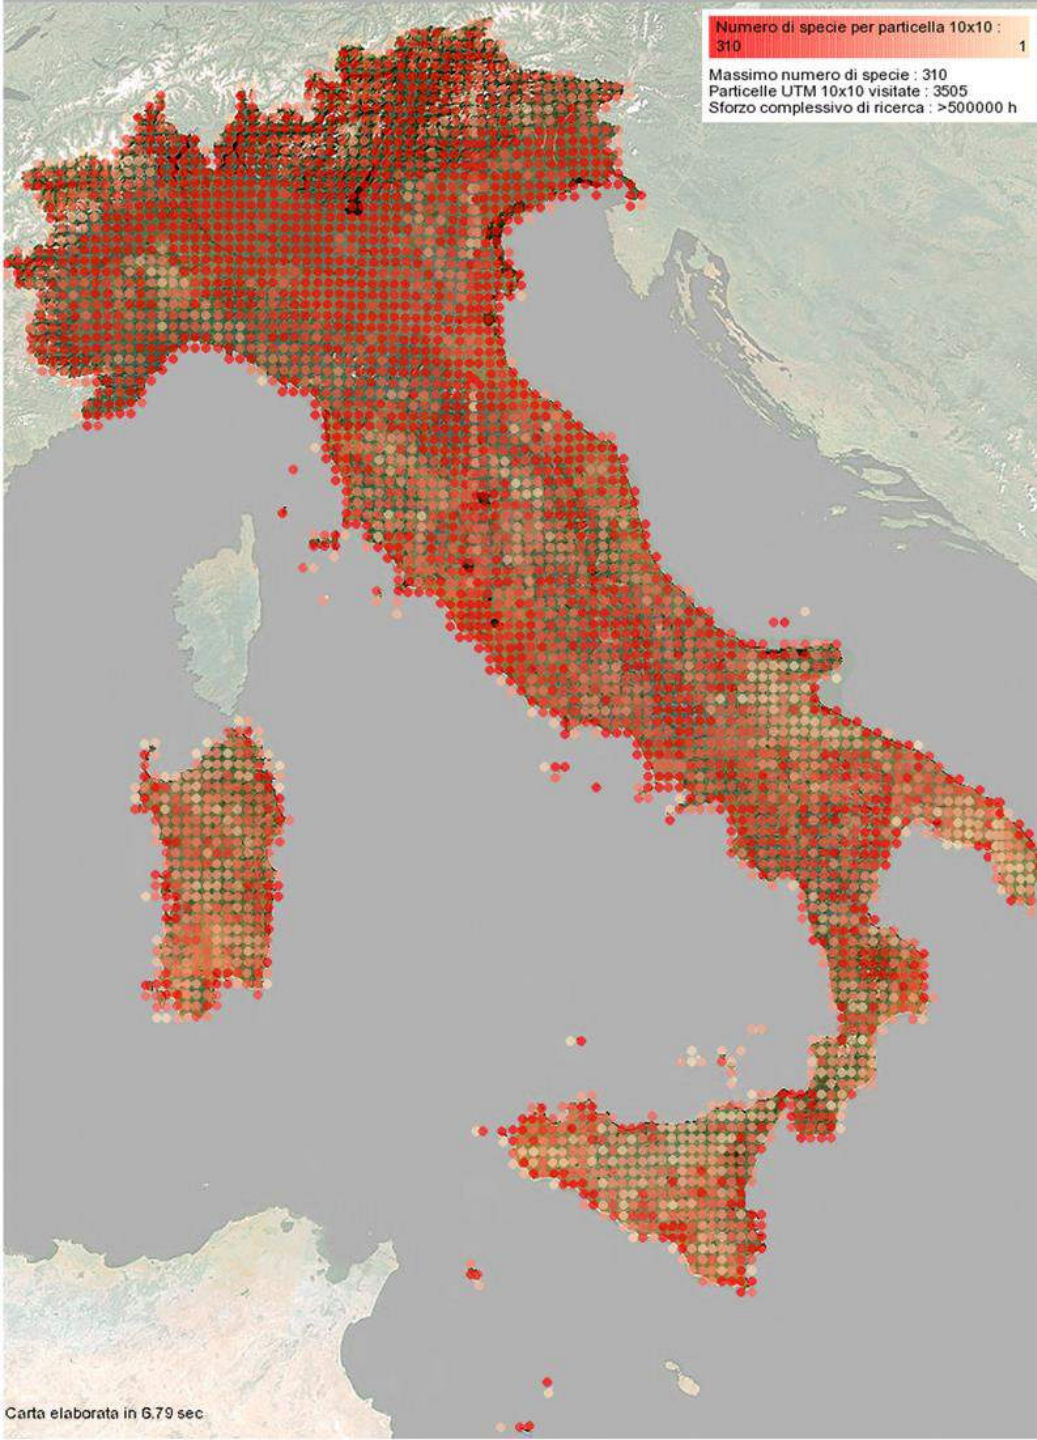 Numero di specie per particella 10x10 :
310 1
Massimo numero di specie : 310
Particelle UTM 10x10 visitate : 3505
Sforzo complessivo di ricerca : >500000 h
Carta elaborata in 6.79 sec